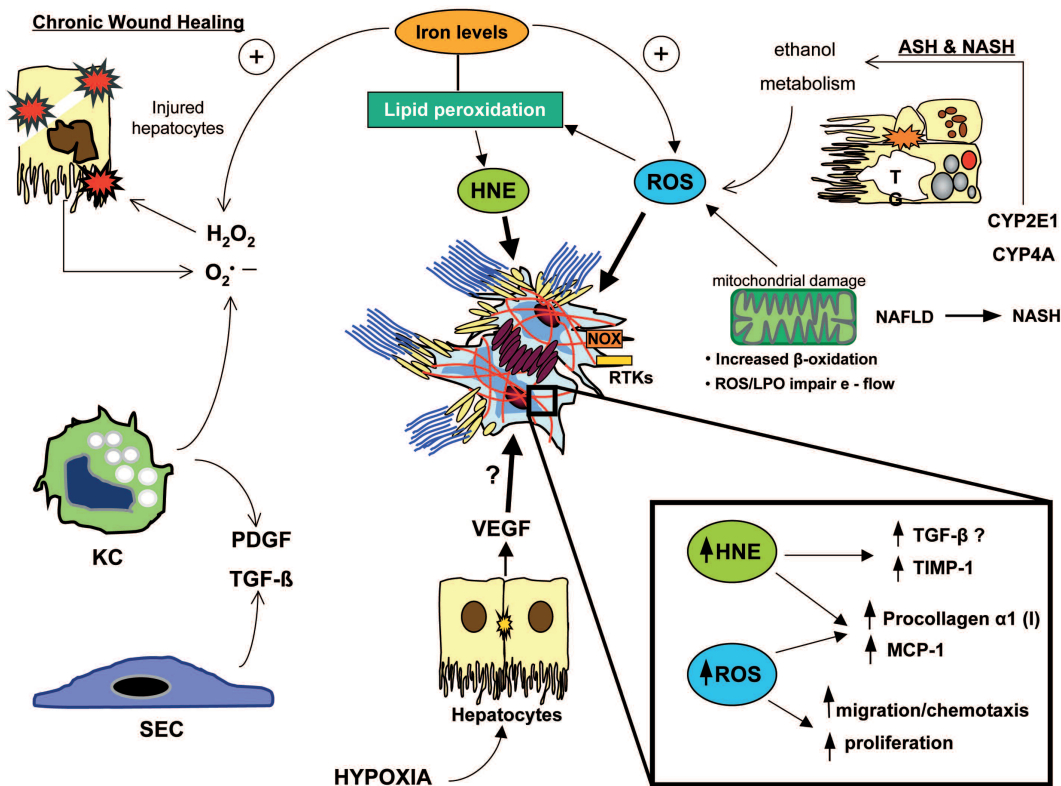 Chronic Wound Healing
Iron levels
+
+
ethanol
metabolism
ASH & NASH
Injured
hepatocytes
Lipid peroxidation
HNE
ROS
T
G
CYP2E1
CYP4A
H₂O₂
O₂•–
mitochondrial damage
NAFLD
NASH
• Increased β-oxidation
• ROS/LPO impair e - flow
NOX
RTKs
?
VEGF
KC
PDGF
TGF-ß
SEC
Hepatocytes
HYPOXIA
HNE
TGF-β ?
TIMP-1
Procollagen α1 (I)
MCP-1
ROS
migration/chemotaxis
proliferation